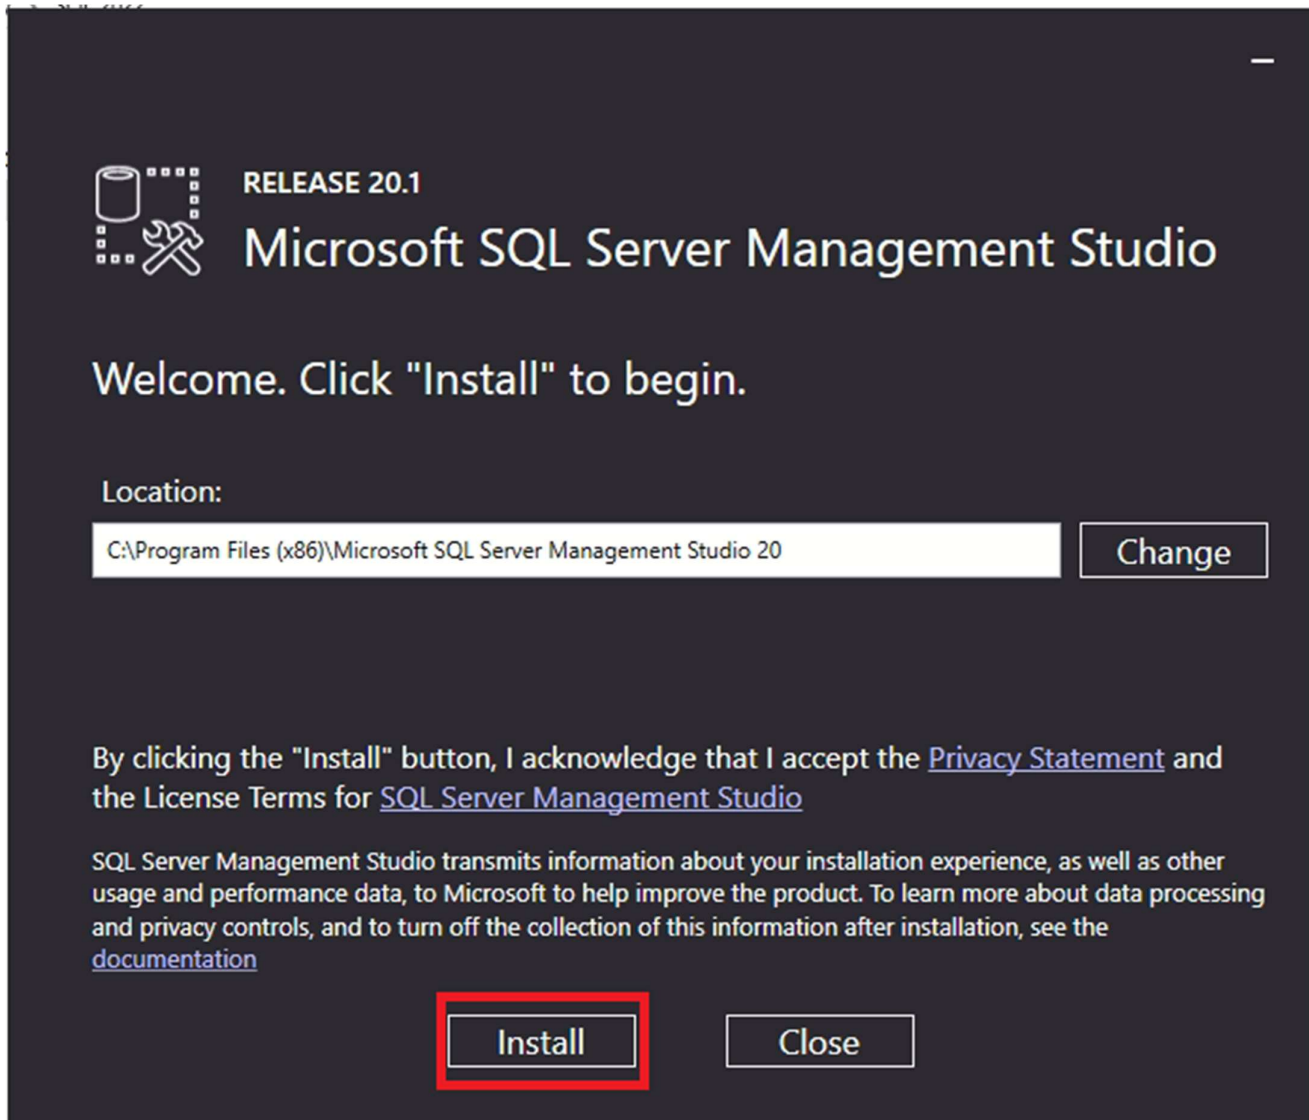 RELEASE 20.1
Microsoft SQL Server Management Studio
Welcome. Click "Install" to begin.
Location:
C:\Program Files (x86)\Microsoft SQL Server Management Studio 20
Change
By clicking the "Install" button, I acknowledge that I accept the Privacy Statement and
the License Terms for SQL Server Management Studio
SQL Server Management Studio transmits information about your installation experience, as well as other
usage and performance data, to Microsoft to help improve the product. To learn more about data processing
and privacy controls, and to turn off the collection of this information after installation, see the
documentation
Install
Close